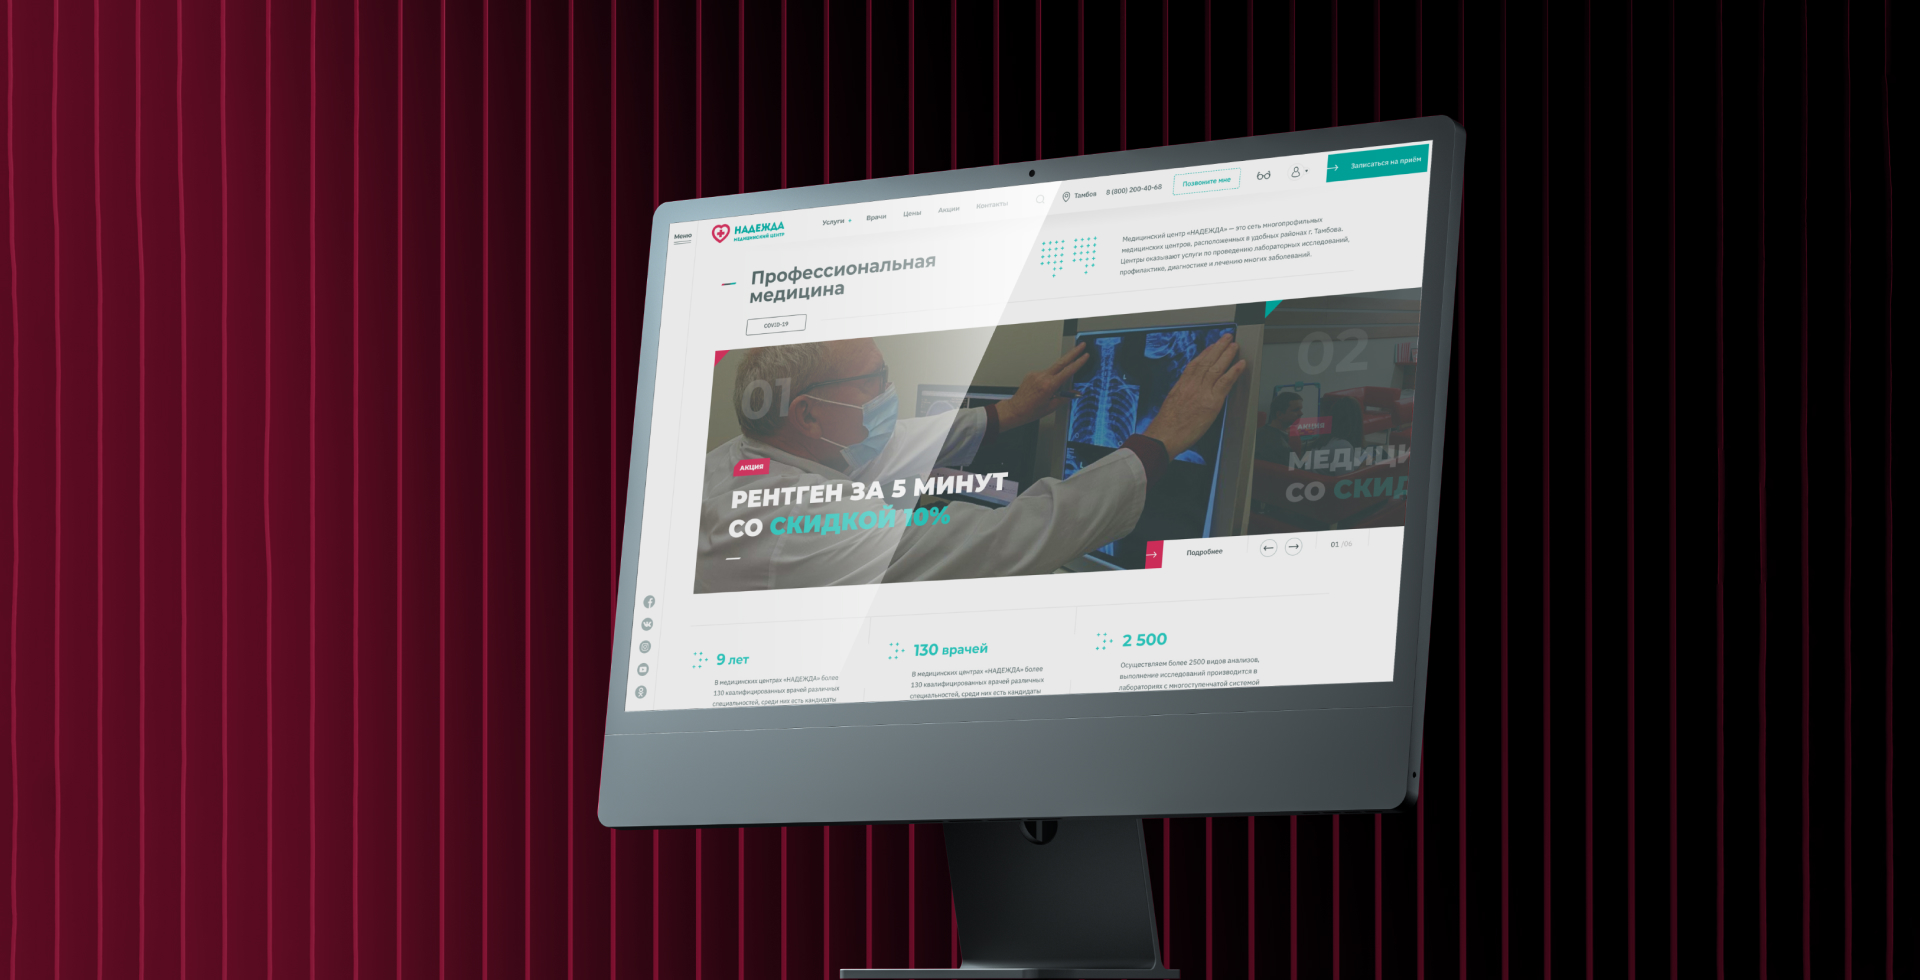 Меню
НАДЕЖДА
МЕДИЦИНСКИЙ ЦЕНТР
Услуги
Врачи
Цены
Акции
Контакты
Тамбов
8 (800) 200-40-68
Позвоните мне
Записаться на приём
Профессиональная
медицина
COVID-19
Медицинский центр «НАДЕЖДА» — это сеть многопрофильных
медицинских центров, расположенных в удобных районах г. Тамбова.
Центры оказывают услуги по проведению лабораторных исследований,
профилактике, диагностике и лечению многих заболеваний.
01
АКЦИЯ
РЕНТГЕН ЗА 5 МИНУТ
СО СКИДКОЙ 10%
02
АКЦИЯ
МЕДИЦИ
СО СКИД
Подробнее
01 /06
9 лет
В медицинских центрах «НАДЕЖДА» более
130 квалифицированных врачей различных
специальностей, среди них есть кандидаты
130 врачей
В медицинских центрах «НАДЕЖДА» более
130 квалифицированных врачей различных
специальностей, среди них есть кандидаты
2 500
Осуществляем более 2500 видов анализов,
выполнение исследований производится в
лабораториях с многоступенчатой системой